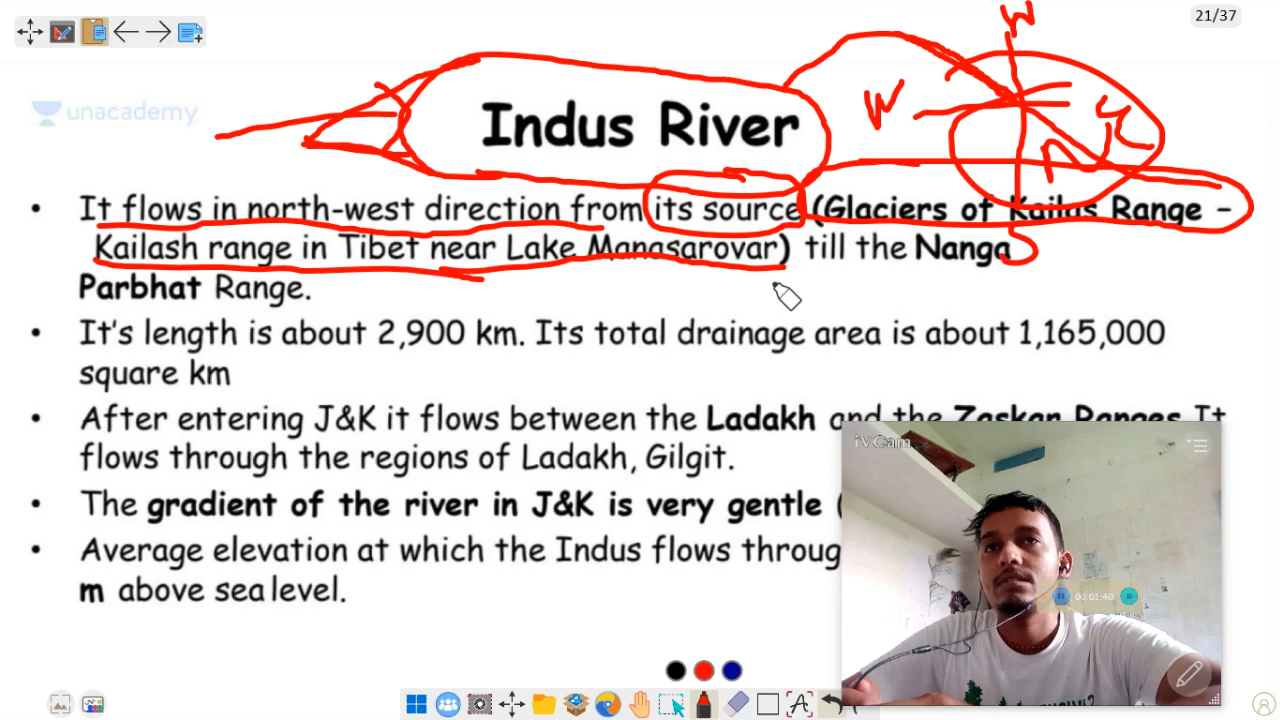 21/37
unacademy
Indus River
N
W
S
• It flows in north-west direction from its source (Glaciers of Kailas Range –
Kailash range in Tibet near Lake Manasarovar) till the Nanga
Parbhat Range.
• It's length is about 2,900 km. Its total drainage area is about 1,165,000
square km
• After entering J&K it flows between the Ladakh and the Zaskar Ranges. It
flows through the regions of Ladakh, Gilgit.
• The gradient of the river in J&K is very gentle (
• Average elevation at which the Indus flows throug
m above sea level.
iVCam
00:01:40